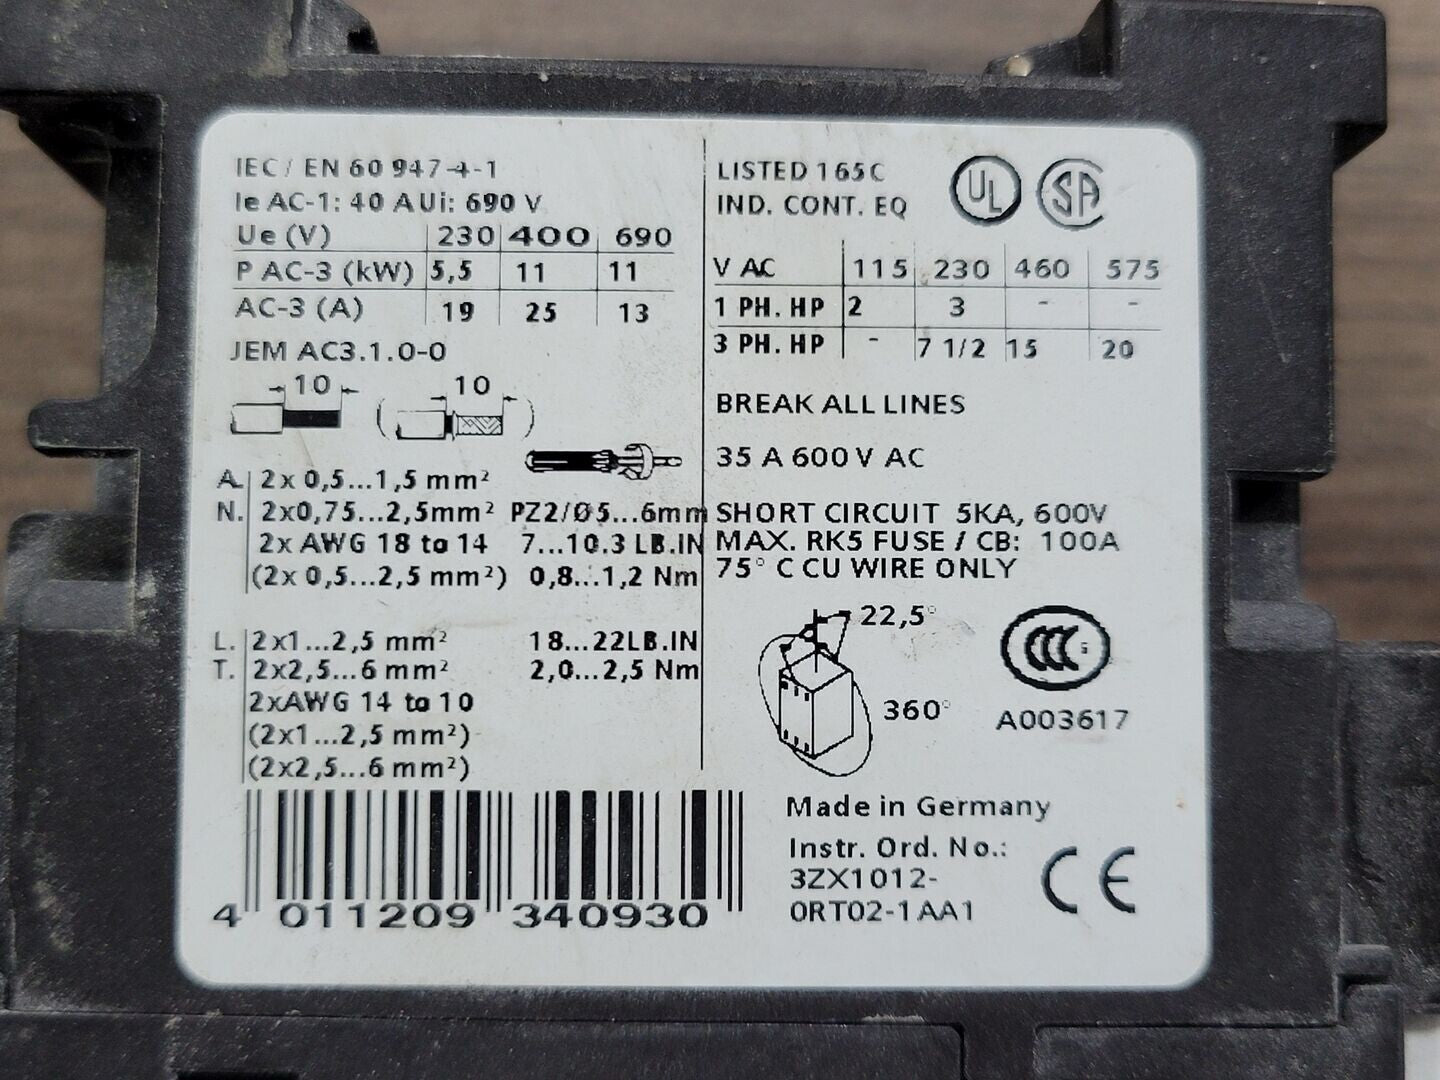 IEC/ EN 60 947-4-1
Ie AC-1: 40 A Ui: 690 V
Ue (V) 230 400 690
P AC-3 (kW) 5,5 11 11
AC-3 (A) 19 25 13
JEM AC3.1.0-0
10 10
A. 2x 0,5...1,5 mm²
N. 2x0,75...2,5mm² PZ2/Ø5...6mm
2x AWG 18 to 14 7...10.3 LB.IN
(2x 0,5...2,5 mm²) 0,8...1,2 Nm
L. 2x1...2,5 mm² 18...22LB.IN
T. 2x2,5...6 mm² 2,0...2,5 Nm
2xAWG 14 to 10
(2x1...2,5 mm²)
(2x2,5...6 mm²)
4 011209 340930
LISTED 165C
IND. CONT. EQ
UL SA
V AC 115 230 460 575
1 PH. HP 2 3 - -
3 PH. HP - 7 1/2 15 20
BREAK ALL LINES
35 A 600 V AC
SHORT CIRCUIT 5KA, 600V
MAX. RK5 FUSE / CB: 100A
75° C CU WIRE ONLY
22,5°
360°
CCC
A003617
Made in Germany
Instr. Ord. No.:
3ZX1012-
0RT02-1AA1
CE